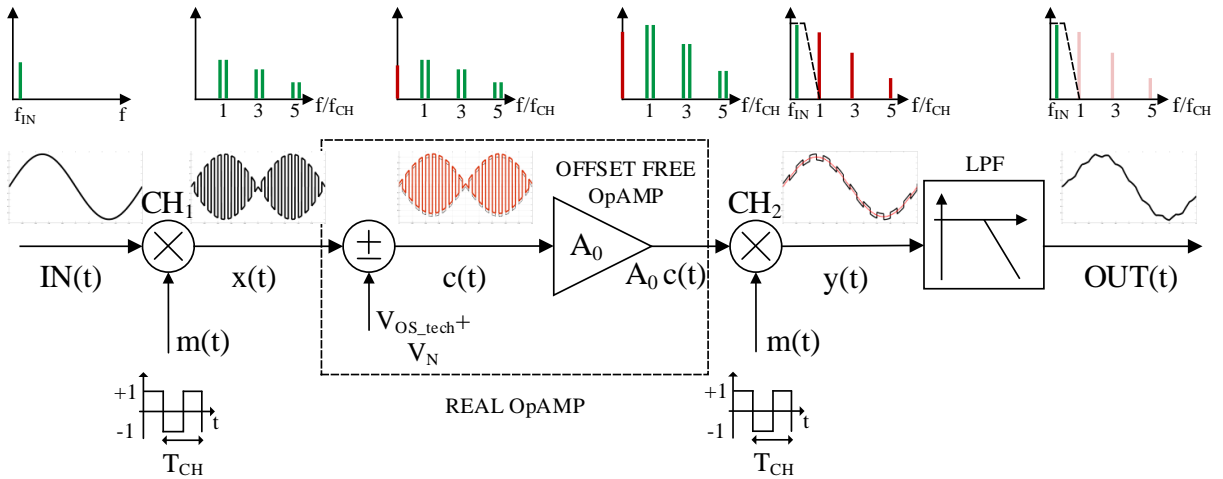 f_IN f
1 3 5 f/f_CH
1 3 5 f/f_CH
1 3 5 f/f_CH
f_IN 1 3 5 f/f_CH
f_IN 1 3 5 f/f_CH
CH_1
OFFSET FREE
OpAMP
CH_2
LPF
IN(t)
x(t)
±
c(t)
A_0
A_0 c(t)
y(t)
OUT(t)
m(t)
V_OS_tech+
V_N
m(t)
REAL OpAMP
+1
-1
t
T_CH
+1
-1
t
T_CH